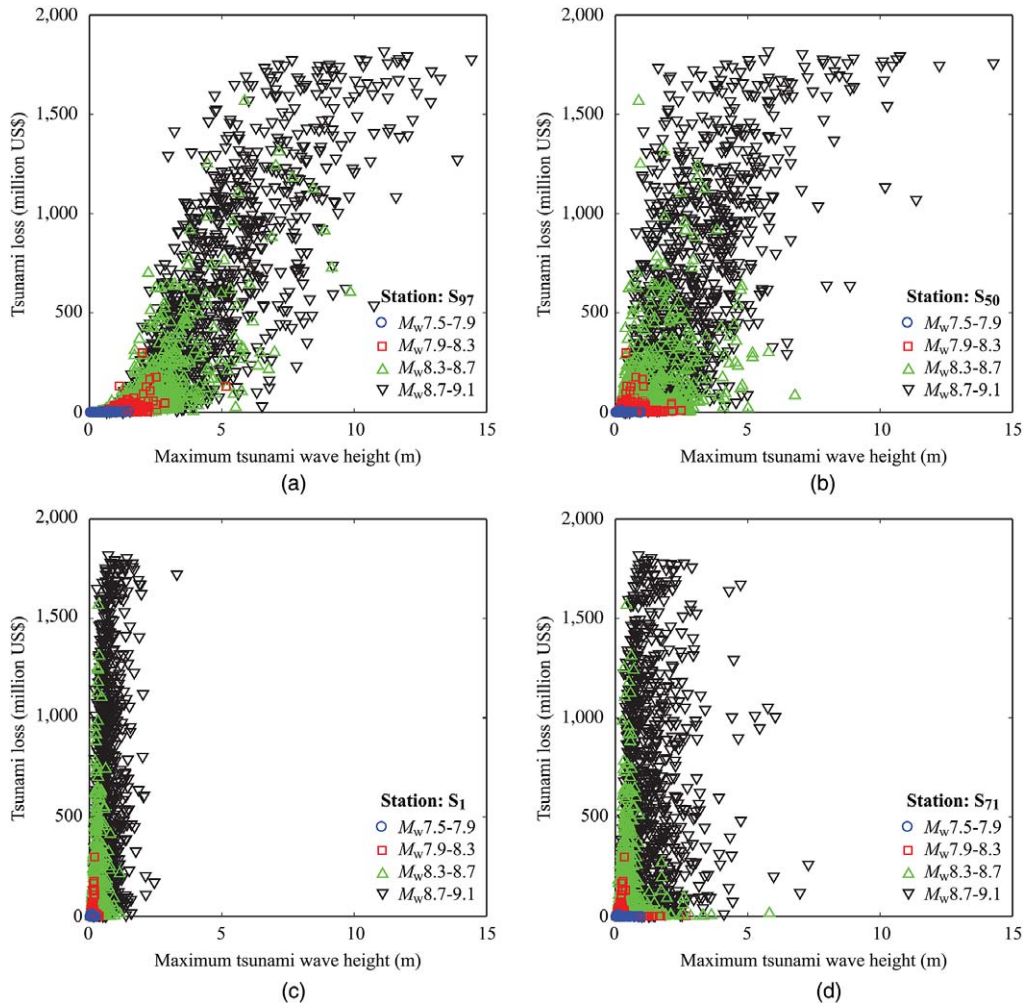 2,000
1,500
1,000
500
0
Tsunami loss (million US$)
Station: S97
Mw7.5-7.9
Mw7.9-8.3
Mw8.3-8.7
Mw8.7-9.1
0 5 10 15
Maximum tsunami wave height (m)
(a)
2,000
1,500
1,000
500
0
Tsunami loss (million US$)
Station: S50
Mw7.5-7.9
Mw7.9-8.3
Mw8.3-8.7
Mw8.7-9.1
0 5 10 15
Maximum tsunami wave height (m)
(b)
2,000
1,500
1,000
500
0
Tsunami loss (million US$)
Station: S1
Mw7.5-7.9
Mw7.9-8.3
Mw8.3-8.7
Mw8.7-9.1
0 5 10 15
Maximum tsunami wave height (m)
(c)
2,000
1,500
1,000
500
0
Tsunami loss (million US$)
Station: S71
Mw7.5-7.9
Mw7.9-8.3
Mw8.3-8.7
Mw8.7-9.1
0 5 10 15
Maximum tsunami wave height (m)
(d)